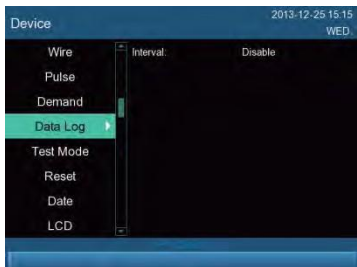 Device
2013-12-25 15:15
WED.
Wire
Interval: Disable
Pulse
Demand
Data Log
Test Mode
Reset
Date
LCD